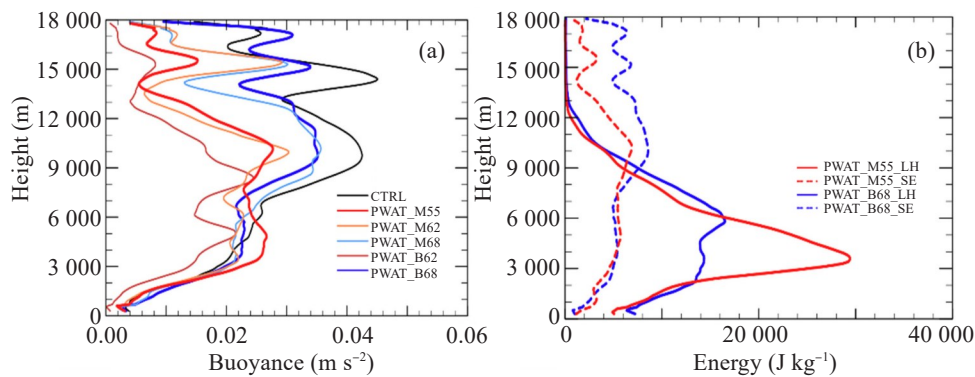 18 000
15 000
12 000
9 000
6 000
3 000
0
Height (m)
(a)
CTRL
PWAT_M55
PWAT_M62
PWAT_M68
PWAT_B62
PWAT_B68
0.00
0.02
0.04
0.06
Buoyance (m s⁻²)
18 000
15 000
12 000
9 000
6 000
3 000
0
Height (m)
(b)
PWAT_M55_LH
PWAT_M55_SE
PWAT_B68_LH
PWAT_B68_SE
0
20 000
40 000
Energy (J kg⁻¹)